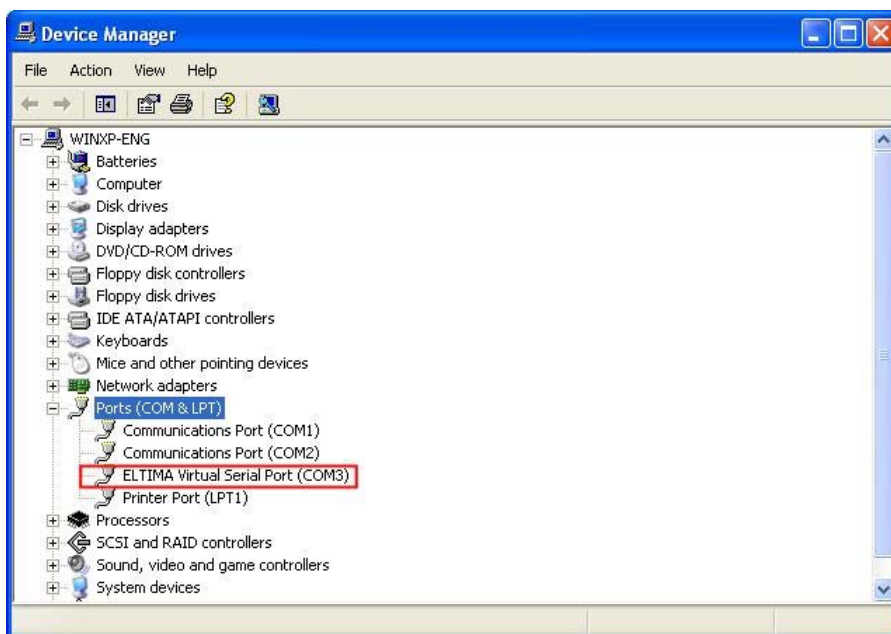 Device Manager
File Action View Help
WINXP-ENG
Batteries
Computer
Disk drives
Display adapters
DVD/CD-ROM drives
Floppy disk controllers
Floppy disk drives
IDE ATA/ATAPI controllers
Keyboards
Mice and other pointing devices
Network adapters
Ports (COM & LPT)
Communications Port (COM1)
Communications Port (COM2)
ELTIMA Virtual Serial Port (COM3)
Printer Port (LPT1)
Processors
SCSI and RAID controllers
Sound, video and game controllers
System devices